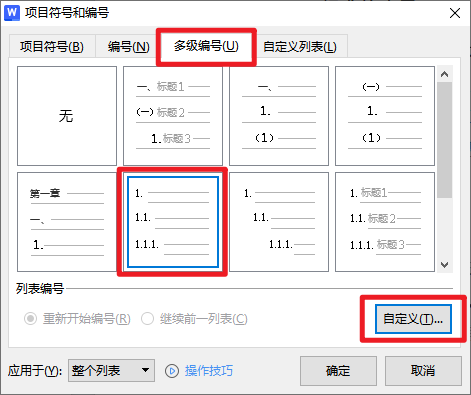 W 项目符号和编号
项目符号(B) 编号(N) 多级编号(U) 自定义列表(L)
无
一、标题1
(一)标题2
1.标题3
一、
1.
(1)
(一)
1.
(1)
第一章
一、
1.
1.
1.1.
1.1.1.
1.
1.1.
1.1.1.
1. 标题1
1.1. 标题2
1.1.1. 标题3
列表编号
重新开始编号(R) 继续前一列表(C) 自定义(T)...
应用于(Y): 整个列表 操作技巧 确定 取消